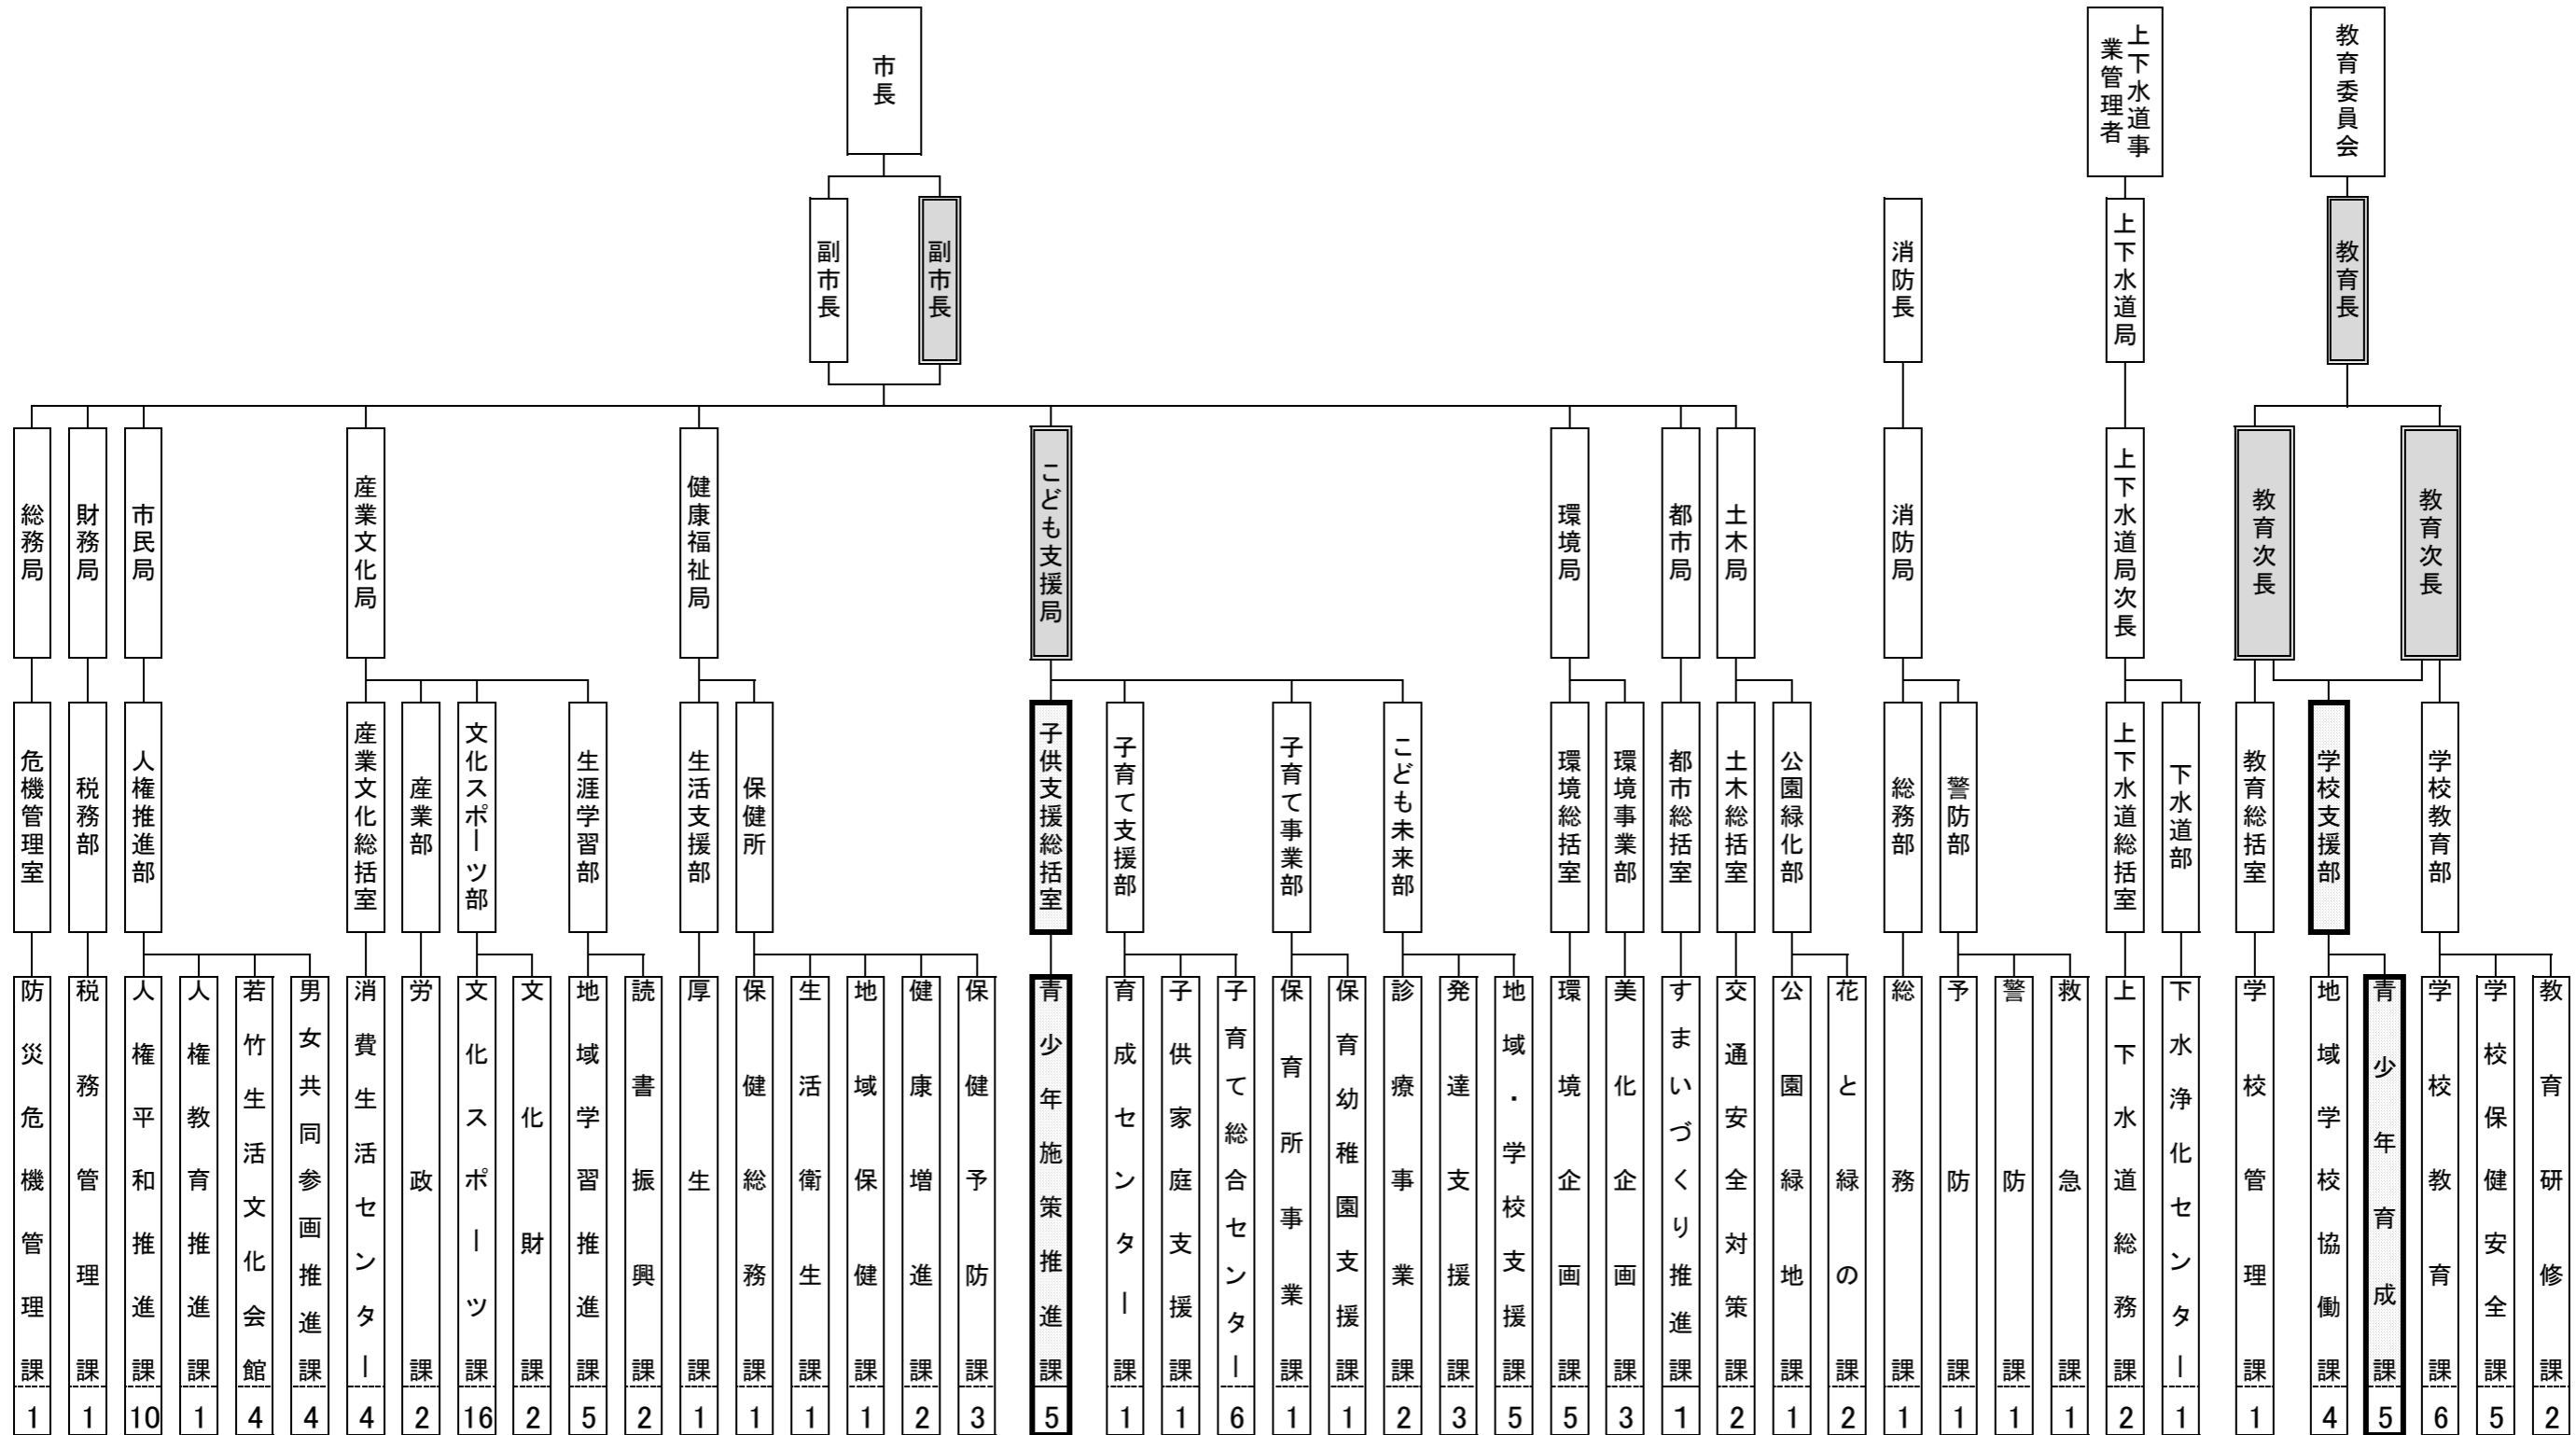 市長
上下水道事業管理者
教育委員会
副市長
副市長
消防長
上下水道局
教育長
総務局
財務局
市民局
産業文化局
健康福祉局
こども支援局
環境局
都市局
土木局
消防局
上下水道局次長
教育次長
教育次長
危機管理室
税務部
人権推進部
産業文化総括室
産業部
文化スポーツ部
生涯学習部
生活支援部
保健所
子供支援総括室
子育て支援部
子育て事業部
こども未来部
環境総括室
環境事業部
都市総括室
土木総括室
公園緑化部
総務部
警防部
上下水道総括室
下水道部
教育総括室
学校支援部
学校教育部
防災危機管理課 1
税務管理課 1
人権平和推進課 10
人権教育推進課 1
若竹生活文化会館 4
男女共同参画推進課 4
消費生活センター 4
労政課 2
文化スポーツ課 16
文化財課 2
地域学習推進課 5
読書振興課 2
厚生課 1
保健総務課 1
生活衛生課 1
地域保健課 1
健康増進課 2
保健予防課 3
青少年施策推進課 5
育成センター課 1
子供家庭支援課 1
子育て総合センター 6
保育所事業課 1
保育幼稚園支援課 1
診療事業課 2
発達支援課 3
地域・学校支援課 5
環境企画課 5
美化企画課 3
すまいづくり推進課 1
交通安全対策課 2
公園緑地課 1
花と緑の課 2
総務課 1
予防課 1
警防課 1
救急課 1
上下水道総務課 2
下水浄化センター 1
学校管理課 1
地域学校協働課 4
青少年育成課 5
学校教育課 6
学校保健安全課 5
教育研修課 2